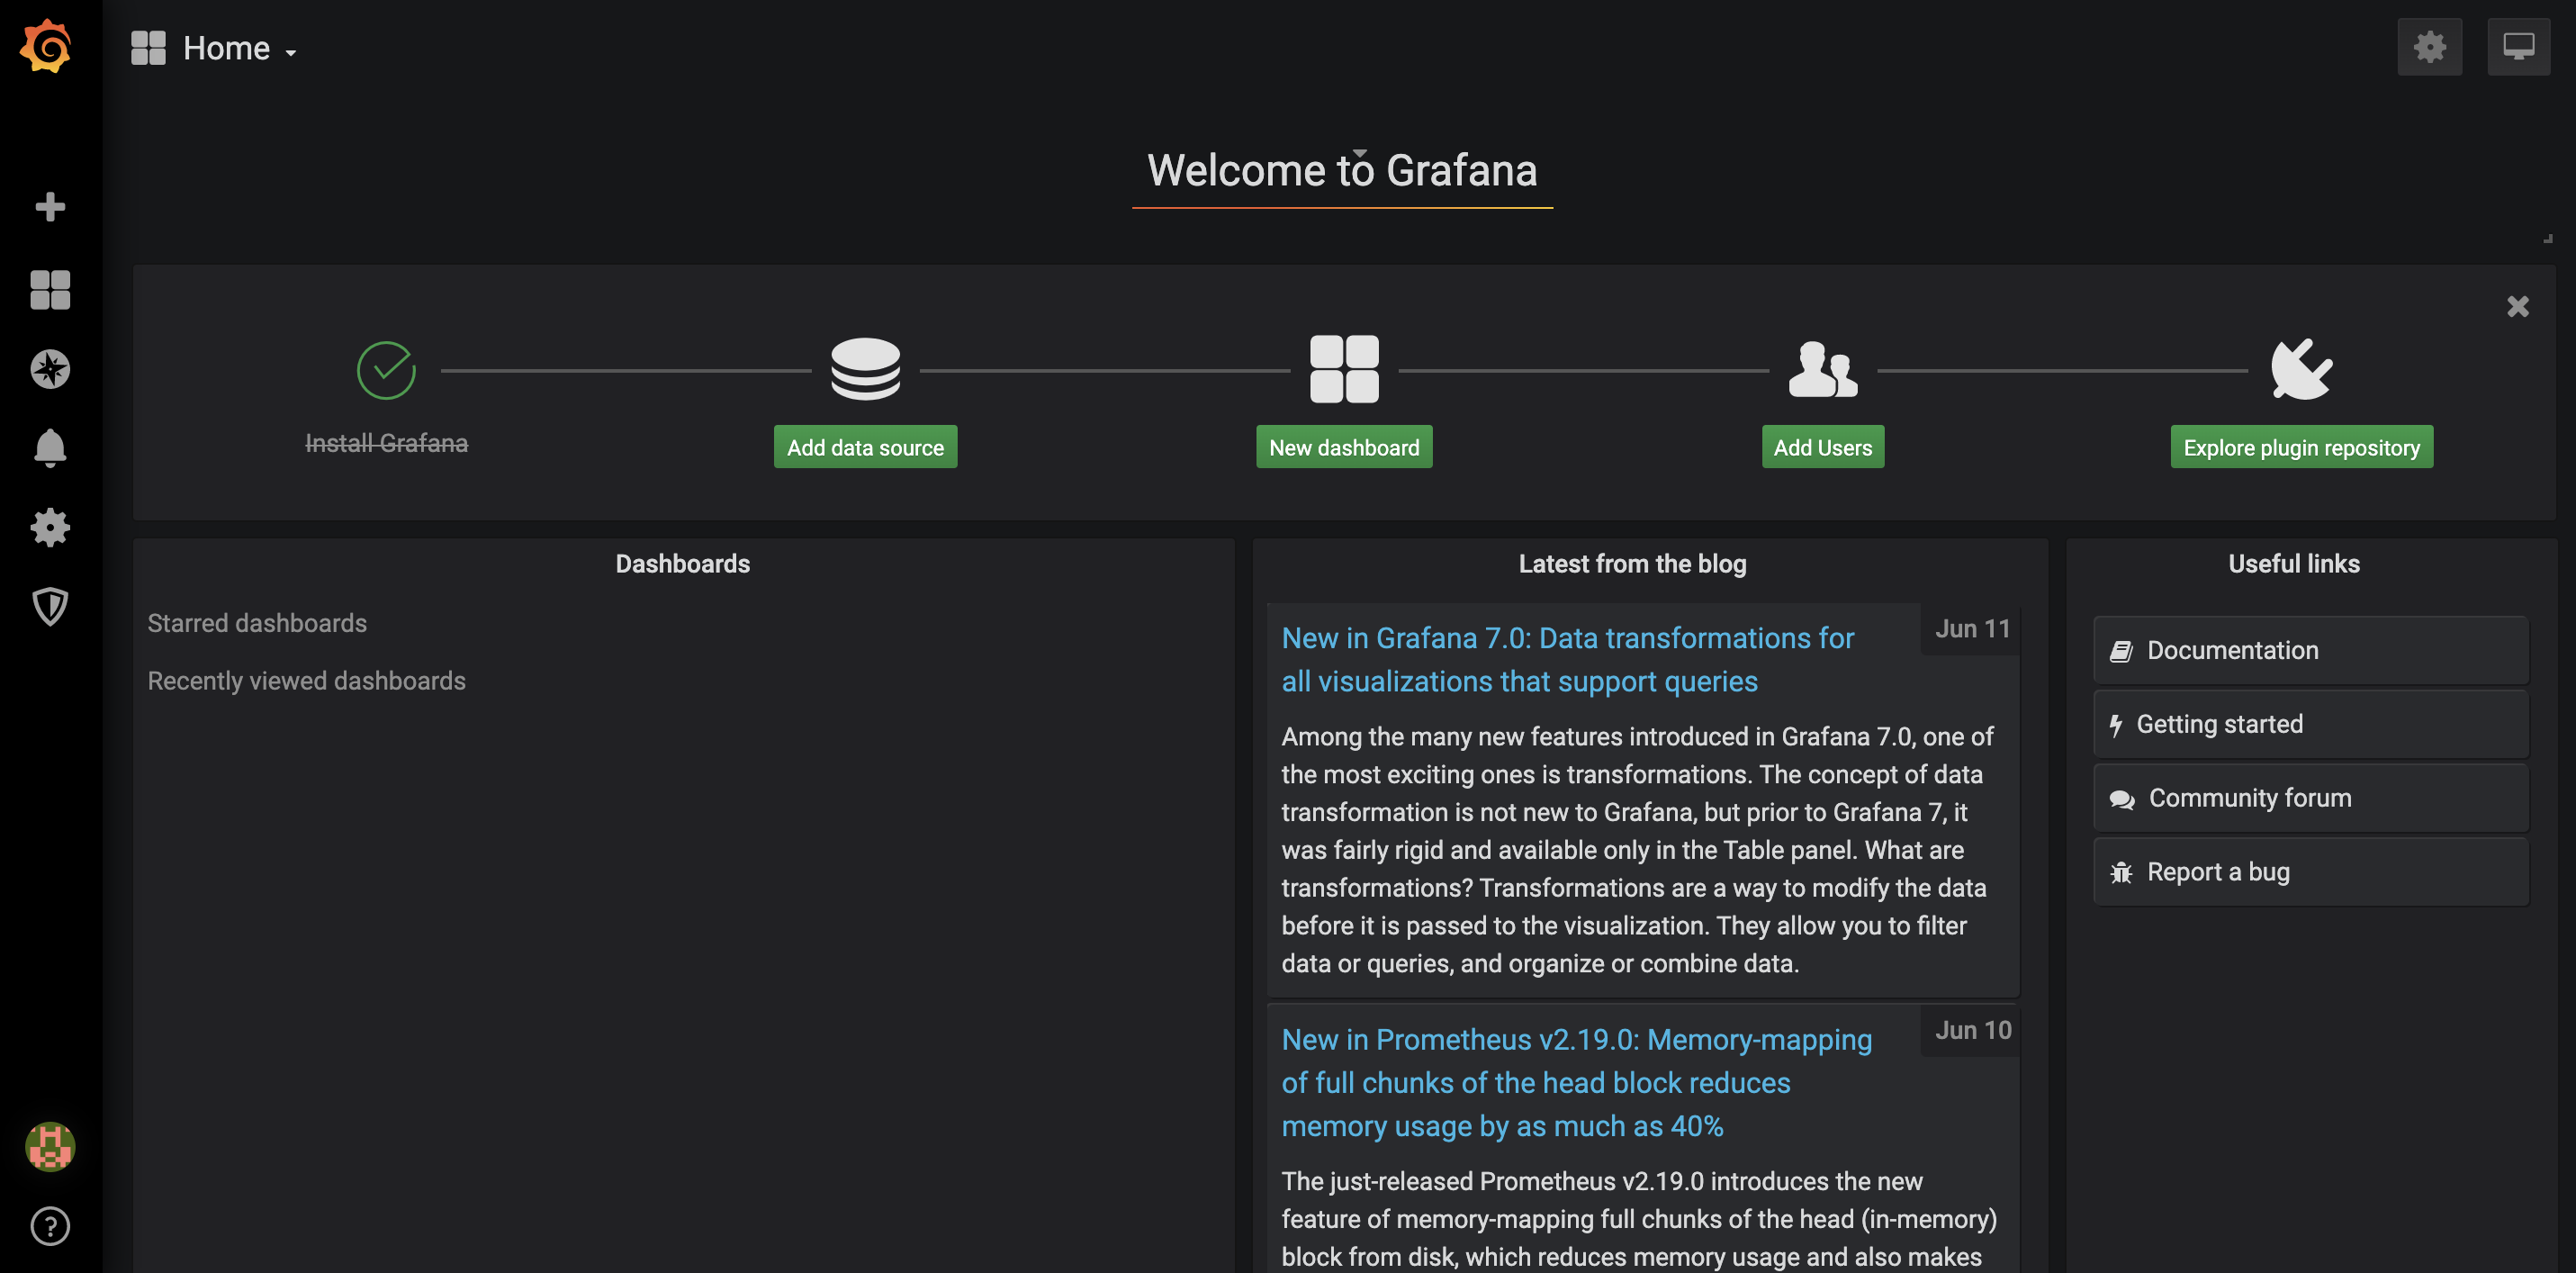 Home
Welcome to Grafana
Install Grafana
Add data source
New dashboard
Add Users
Explore plugin repository
Dashboards
Starred dashboards
Recently viewed dashboards
Latest from the blog
New in Grafana 7.0: Data transformations for
all visualizations that support queries
Jun 11
Among the many new features introduced in Grafana 7.0, one of
the most exciting ones is transformations. The concept of data
transformation is not new to Grafana, but prior to Grafana 7, it
was fairly rigid and available only in the Table panel. What are
transformations? Transformations are a way to modify the data
before it is passed to the visualization. They allow you to filter
data or queries, and organize or combine data.
New in Prometheus v2.19.0: Memory-mapping
of full chunks of the head block reduces
memory usage by as much as 40%
Jun 10
The just-released Prometheus v2.19.0 introduces the new
feature of memory-mapping full chunks of the head (in-memory)
block from disk, which reduces memory usage and also makes
Useful links
Documentation
Getting started
Community forum
Report a bug